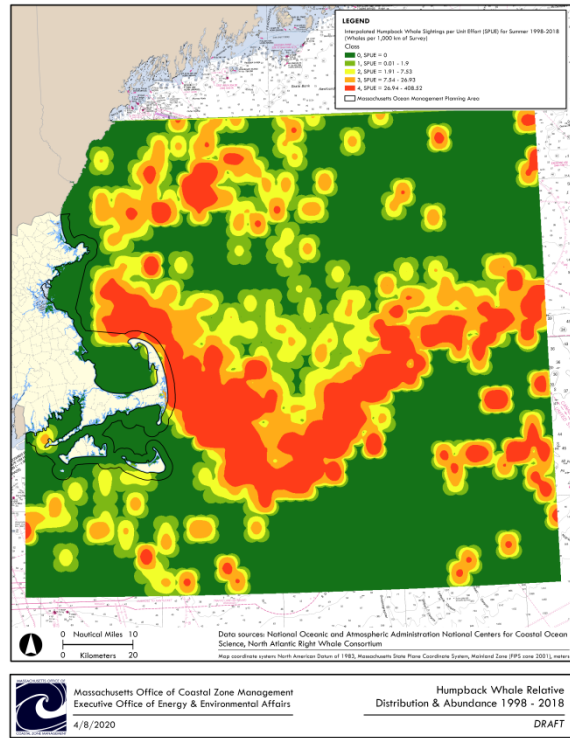 LEGEND
Interpolated Humpback Whale Sightings per Unit Effort (SPUE) for Summer 1998-2018
(Whales per 1,000 km of Survey)
Class
0, SPUE = 0
1, SPUE = 0.01 - 1.9
2, SPUE = 1.91 - 7.53
3, SPUE = 7.54 - 26.93
4, SPUE = 26.94 - 408.52
Massachusetts Ocean Management Planning Area
0 Nautical Miles 10
0 Kilometers 20
Data sources: National Oceanic and Atmospheric Administration National Centers for Coastal Ocean
Science, North Atlantic Right Whale Consortium
Map coordinate system: North American Datum of 1983, Massachusetts State Plane Coordinate System, Mainland Zone (FIPS zone 2001), meters
MASSACHUSETTS OFFICE OF
COASTAL ZONE MANAGEMENT
Massachusetts Office of Coastal Zone Management
Executive Office of Energy & Environmental Affairs
4/8/2020
Humpback Whale Relative
Distribution & Abundance 1998 - 2018
DRAFT